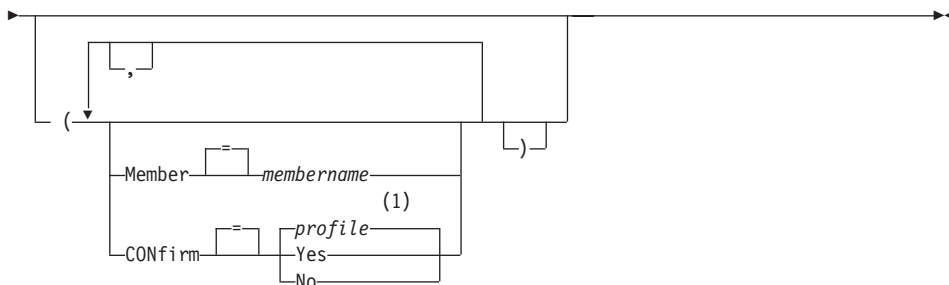 ,
(
)
Member = membername
(1)
CONfirm = profile
Yes
No